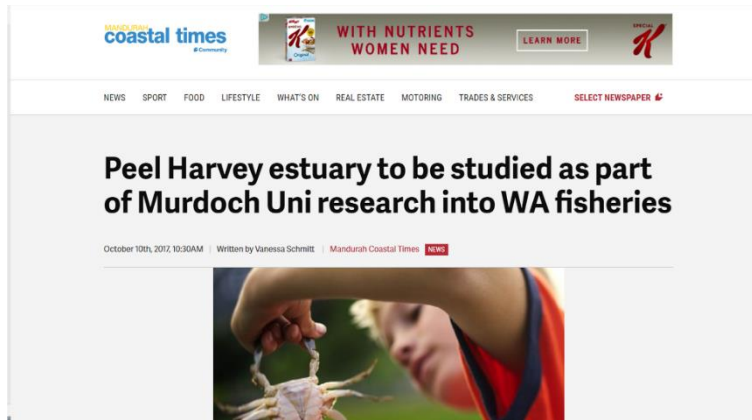 MANDURAH
coastal times
#Community
Kellogg's
K
Original
WITH NUTRIENTS
WOMEN NEED
LEARN MORE
SPECIAL
K
NEWS SPORT FOOD LIFESTYLE WHAT'S ON REAL ESTATE MOTORING TRADES & SERVICES SELECT NEWSPAPER
Peel Harvey estuary to be studied as part
of Murdoch Uni research into WA fisheries
October 10th, 2017, 10:30AM | Written by Vanessa Schmitt | Mandurah Coastal Times NEWS